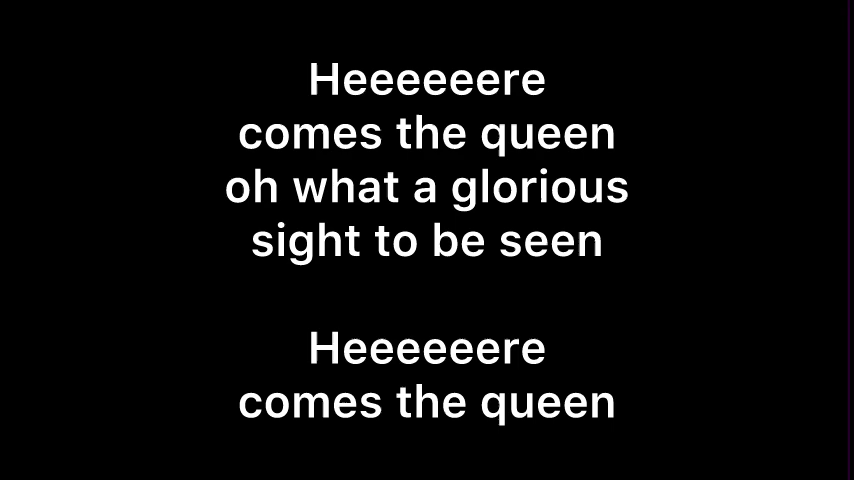 Heeeeeere
comes the queen
oh what a glorious
sight to be seen
Heeeeeere
comes the queen